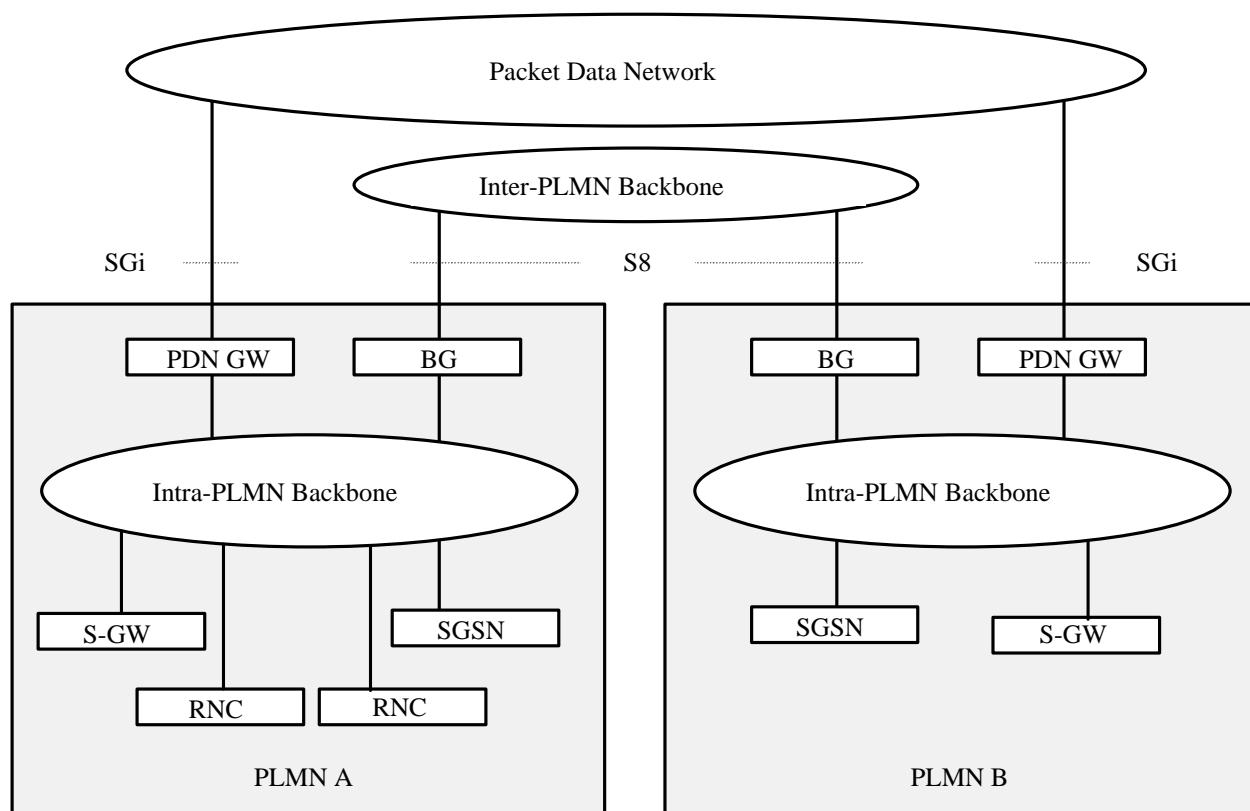 Packet Data Network
Inter-PLMN Backbone
SGi
S8
SGi
PDN GW
BG
BG
PDN GW
Intra-PLMN Backbone
Intra-PLMN Backbone
S-GW
SGSN
SGSN
S-GW
RNC
RNC
PLMN A
PLMN B